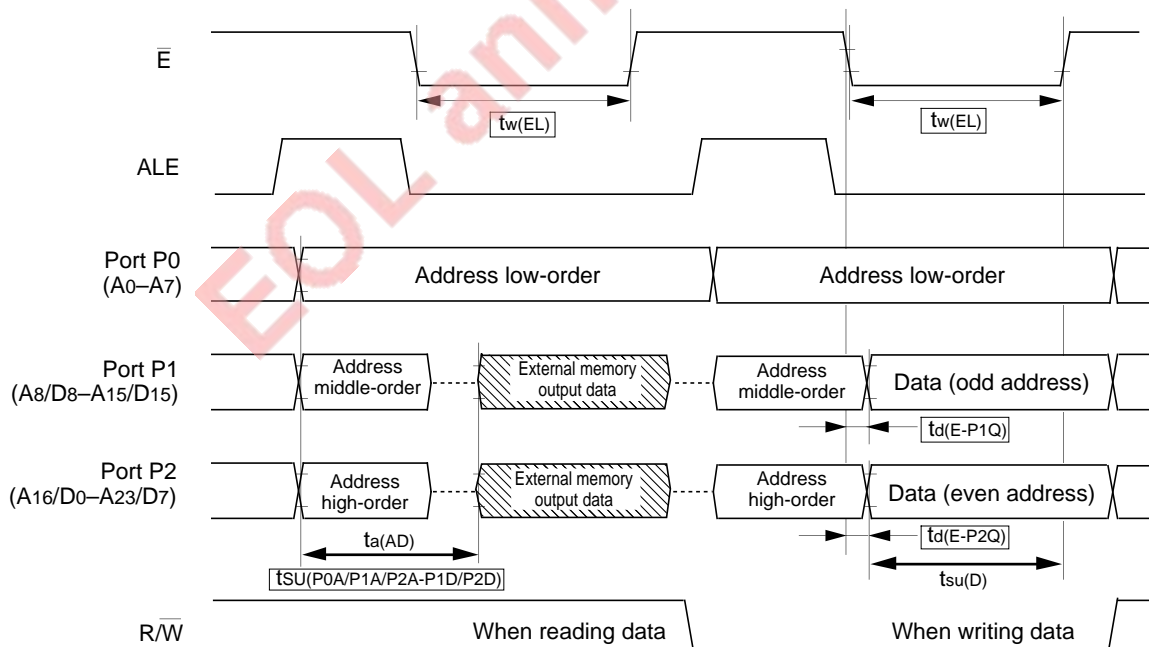 E̅
tw(EL)
tw(EL)
ALE
Port P0
(A0–A7)
Address low-order
Address low-order
Port P1
(A8/D8–A15/D15)
Address
middle-order
External memory
output data
Address
middle-order
Data (odd address)
td(E-P1Q)
Port P2
(A16/D0–A23/D7)
Address
high-order
External memory
output data
Address
high-order
Data (even address)
ta(AD)
td(E-P2Q)
tSU(P0A/P1A/P2A-P1D/P2D)
tsu(D)
R/W̅
When reading data
When writing data
EOL ann